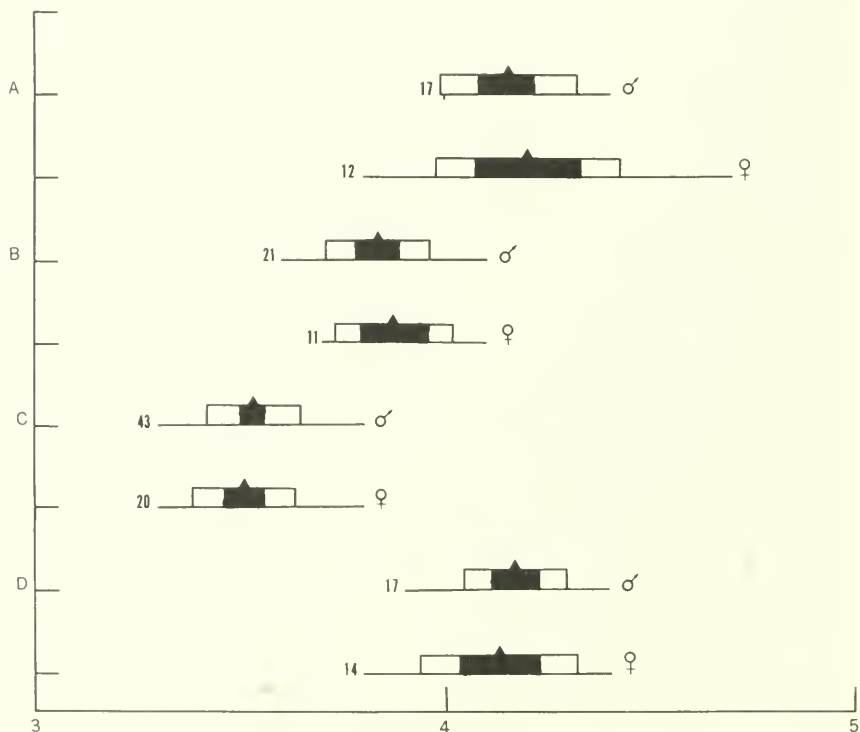 A 17 ♂
12 ♀
B 21 ♂
11 ♀
C 43 ♂
20 ♀
D 17 ♂
14 ♀
3 4 5